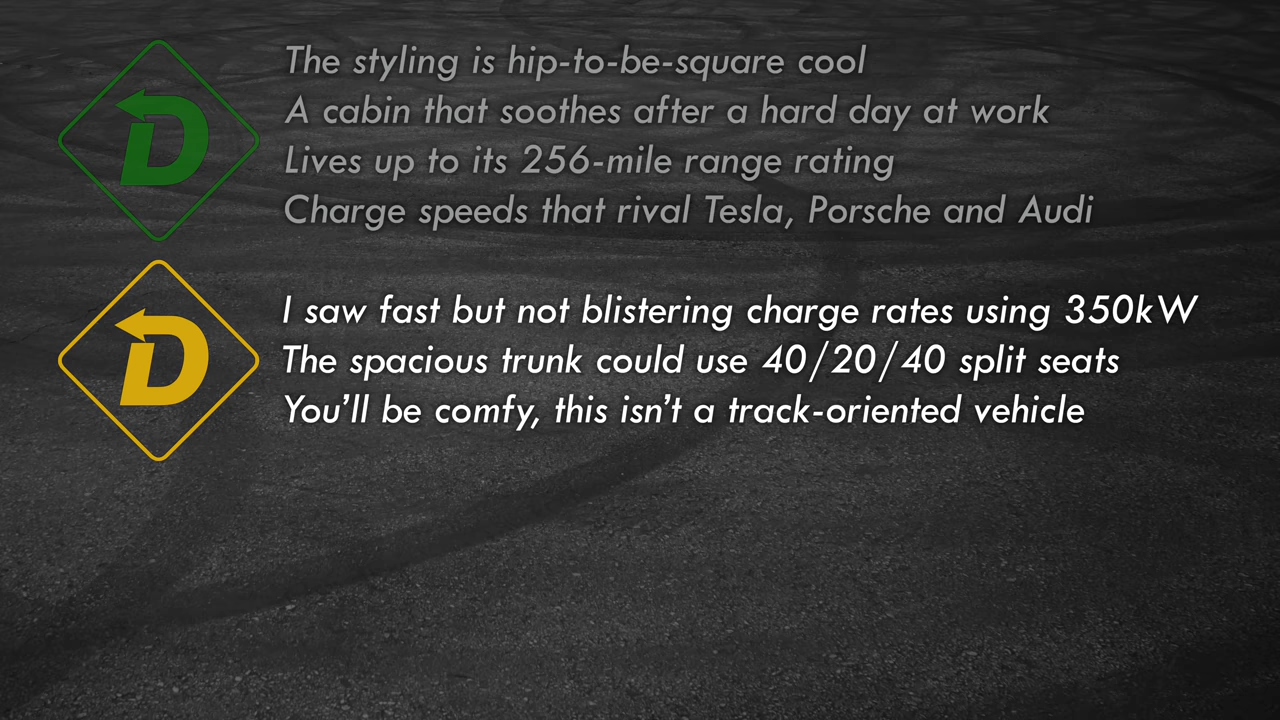 The styling is hip-to-be-square cool
A cabin that soothes after a hard day at work
Lives up to its 256-mile range rating
Charge speeds that rival Tesla, Porsche and Audi
D
I saw fast but not blistering charge rates using 350kW
The spacious trunk could use 40/20/40 split seats
You’ll be comfy, this isn’t a track-oriented vehicle
D